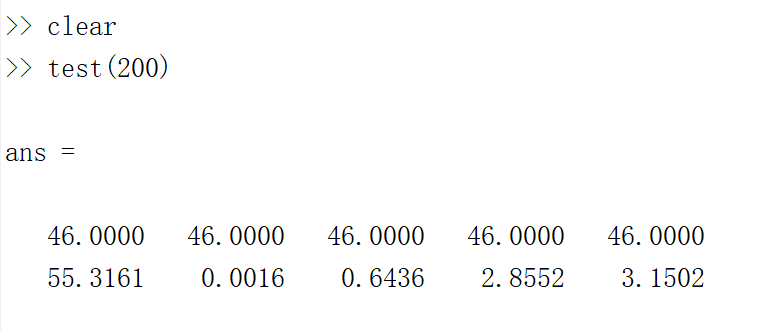 >> clear
>> test(200)
ans =
46.0000 46.0000 46.0000 46.0000 46.0000
55.3161 0.0016 0.6436 2.8552 3.1502